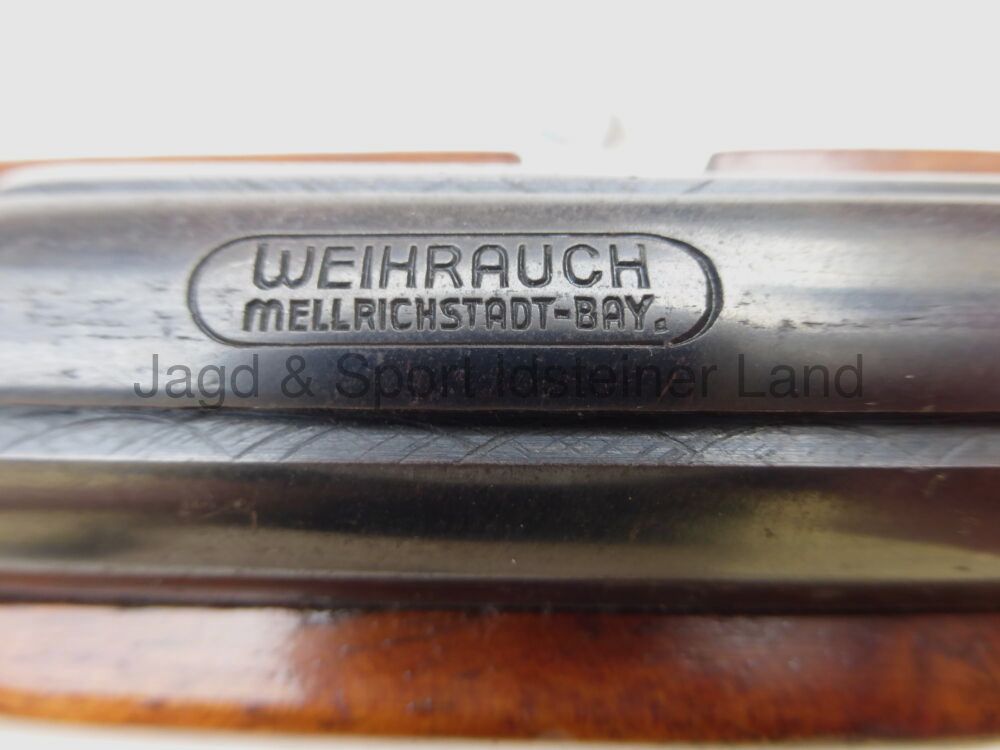 WEIHRAUCH
MELLRICHSTADT-BAY.
Jagd & Sport Idsteiner Land